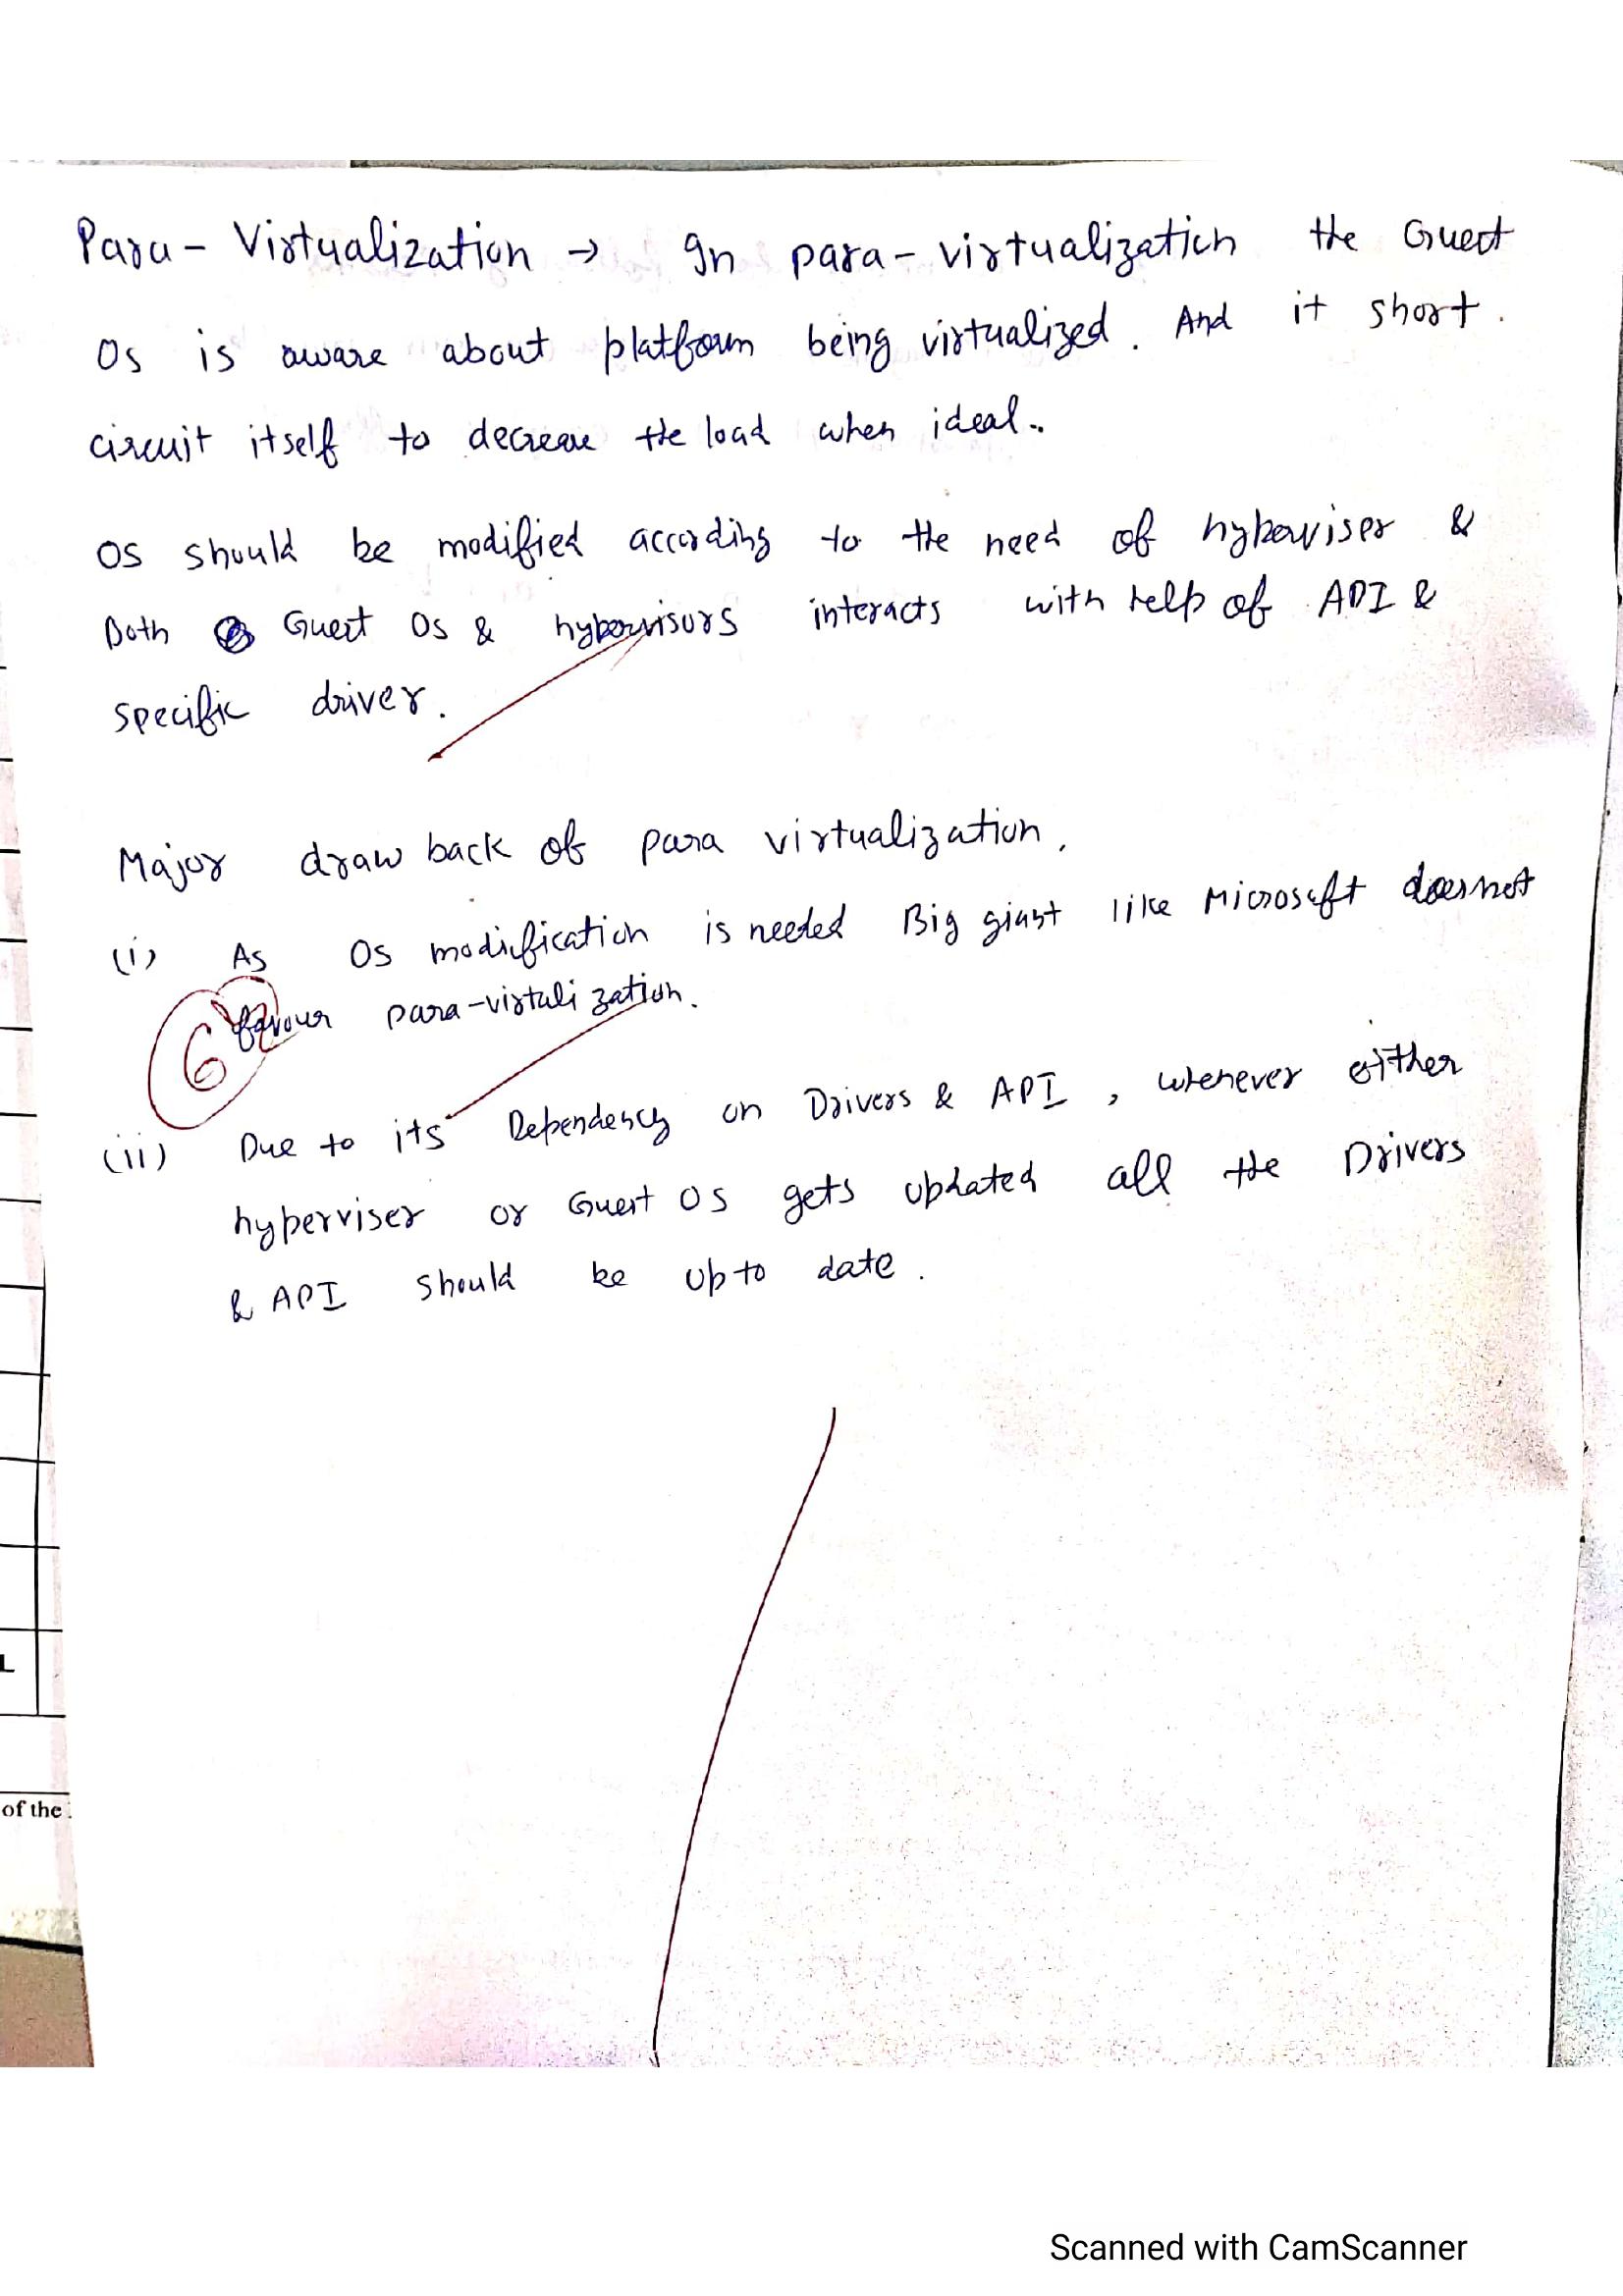 Para - Virtualization → In para - virtualization the Guest
OS is aware about platform being virtualized. And it short
circuit itself to decrease the load when ideal.
OS should be modified according to the need of hyperviser &
Both Guest OS & hypervisors interacts with help of API &
specific driver.
Major draw back of para virtualization.
(i) As OS modification is needed Big giant like Microsoft doesnot
favour para-virtulization.
6
(ii) Due to its Dependency on Drivers & API, whenever either
hyperviser or Guest OS gets updated all the Drivers
& API should be upto date.
L
of the
Scanned with CamScanner